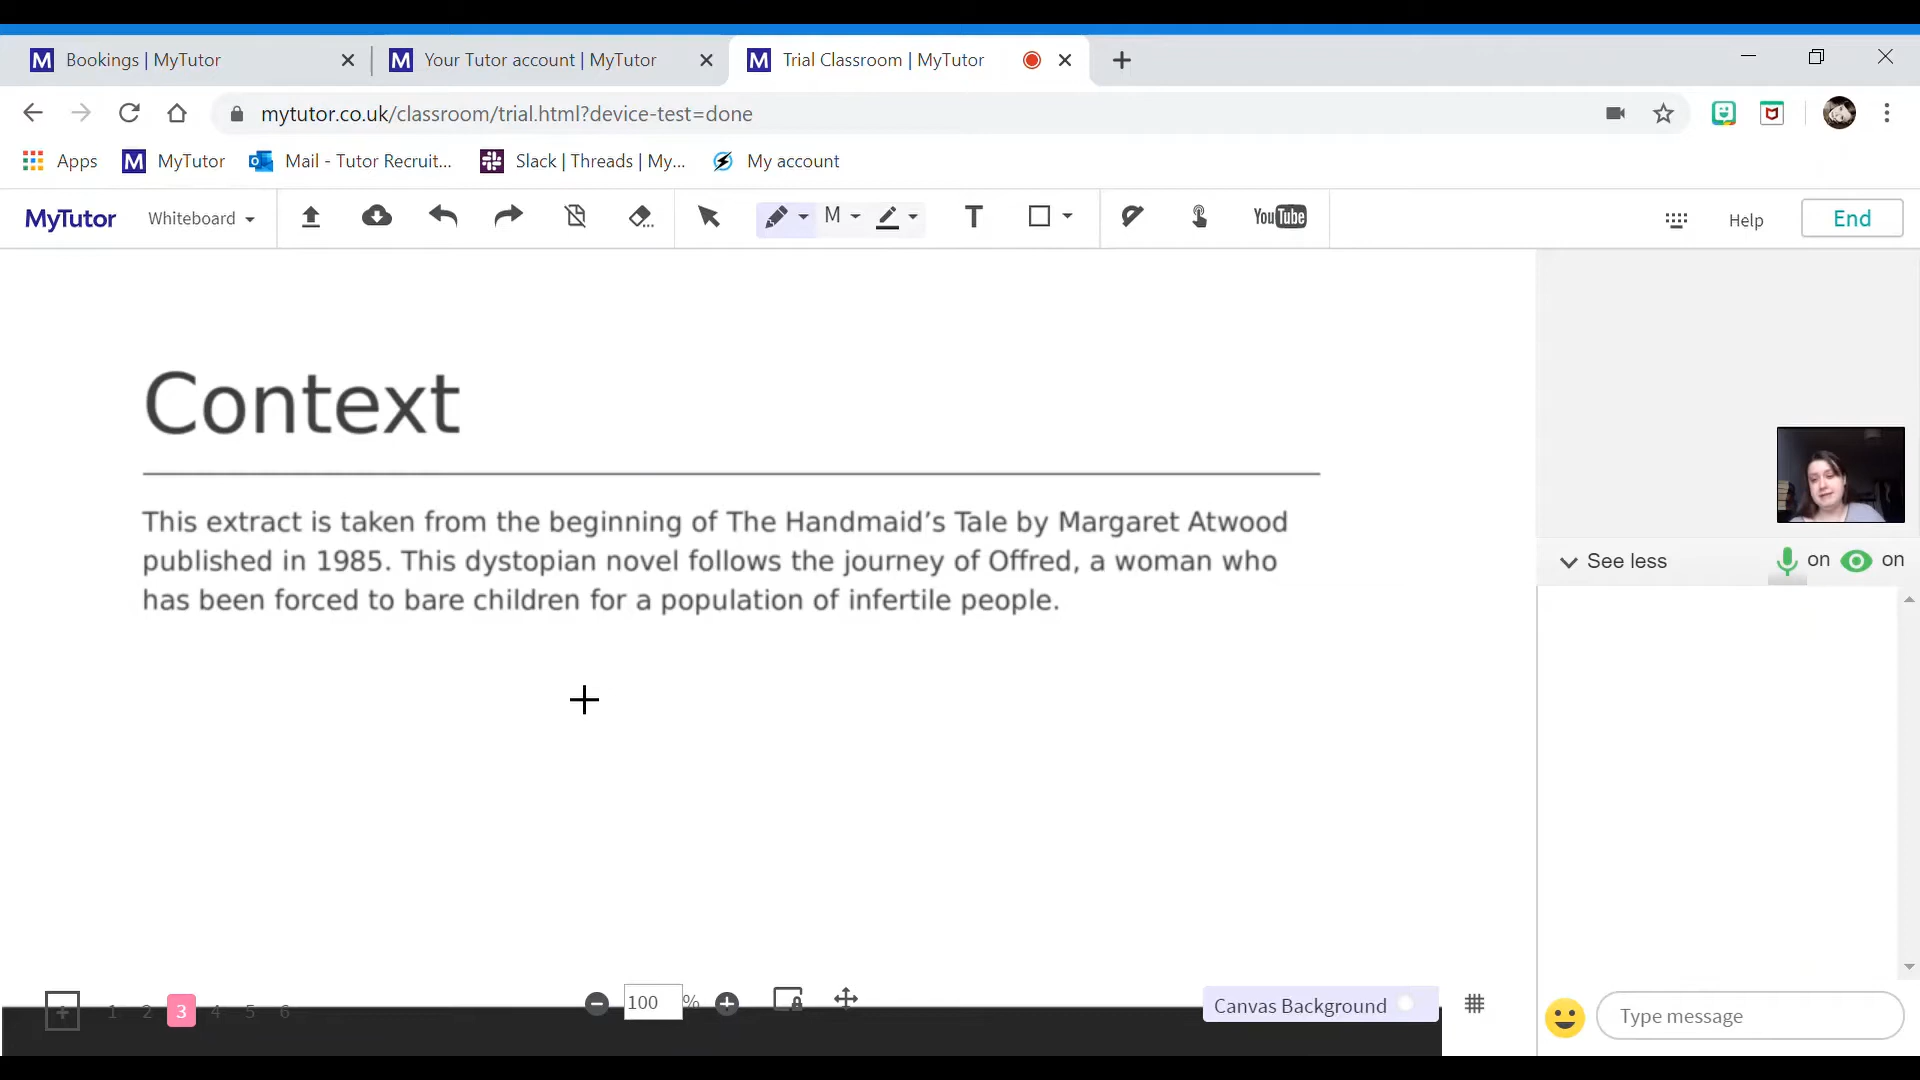 Bookings | MyTutor
Your Tutor account | MyTutor
Trial Classroom | MyTutor
mytutor.co.uk/classroom/trial.html?device-test=done
Apps
MyTutor
Mail - Tutor Recruit...
Slack | Threads | My...
My account
MyTutor
Whiteboard
M
T
YouTube
Help
End
Context
This extract is taken from the beginning of The Handmaid’s Tale by Margaret Atwood
published in 1985. This dystopian novel follows the journey of Offred, a woman who
has been forced to bare children for a population of infertile people.
See less
on
on
1 2 3 4 5 6
100 %
Canvas Background
Type message